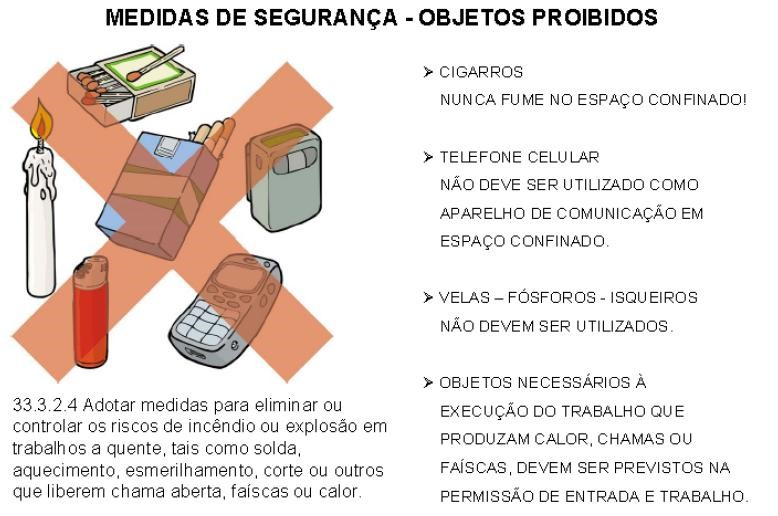 MEDIDAS DE SEGURANÇA - OBJETOS PROIBIDOS
➢ CIGARROS
NUNCA FUME NO ESPAÇO CONFINADO!
➢ TELEFONE CELULAR
NÃO DEVE SER UTILIZADO COMO
APARELHO DE COMUNICAÇÃO EM
ESPAÇO CONFINADO.
➢ VELAS – FÓSFOROS - ISQUEIROS
NÃO DEVEM SER UTILIZADOS.
➢ OBJETOS NECESSÁRIOS À
EXECUÇÃO DO TRABALHO QUE
PRODUZAM CALOR, CHAMAS OU
FAÍSCAS, DEVEM SER PREVISTOS NA
PERMISSÃO DE ENTRADA E TRABALHO.
33.3.2.4 Adotar medidas para eliminar ou
controlar os riscos de incêndio ou explosão em
trabalhos a quente, tais como solda,
aquecimento, esmerilhamento, corte ou outros
que liberem chama aberta, faíscas ou calor.